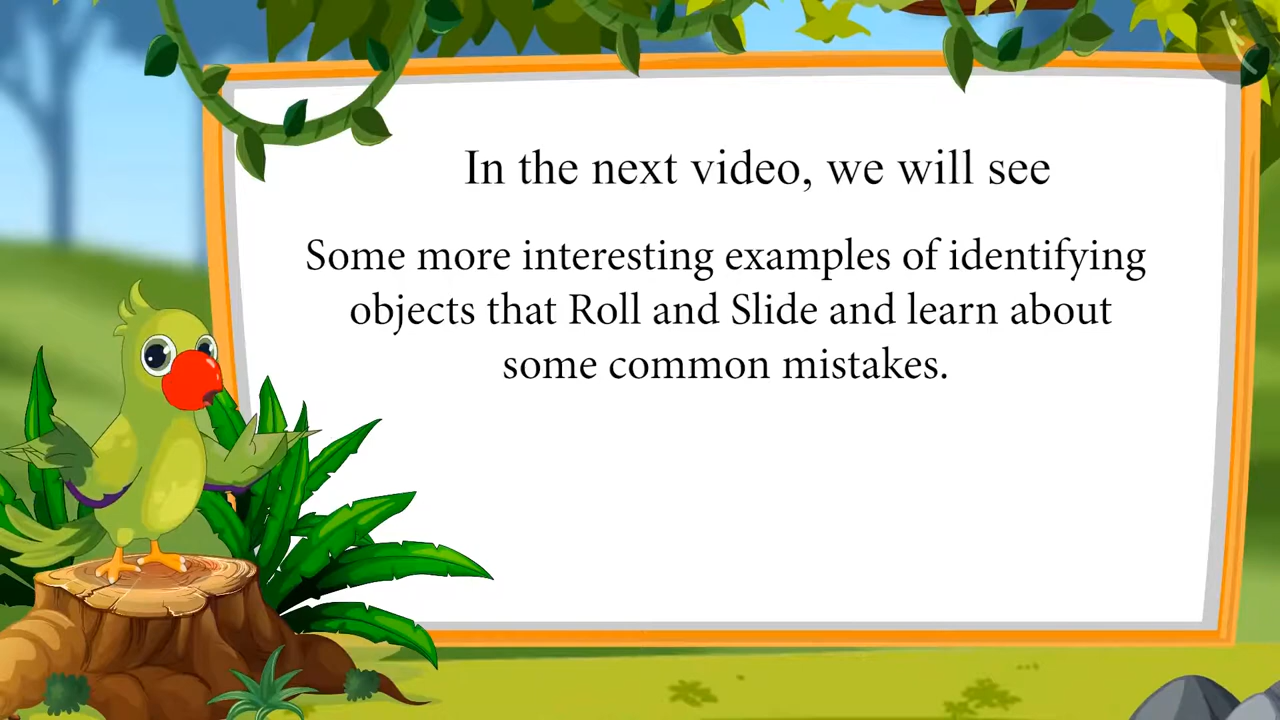 In the next video, we will see
Some more interesting examples of identifying
objects that Roll and Slide and learn about
some common mistakes.